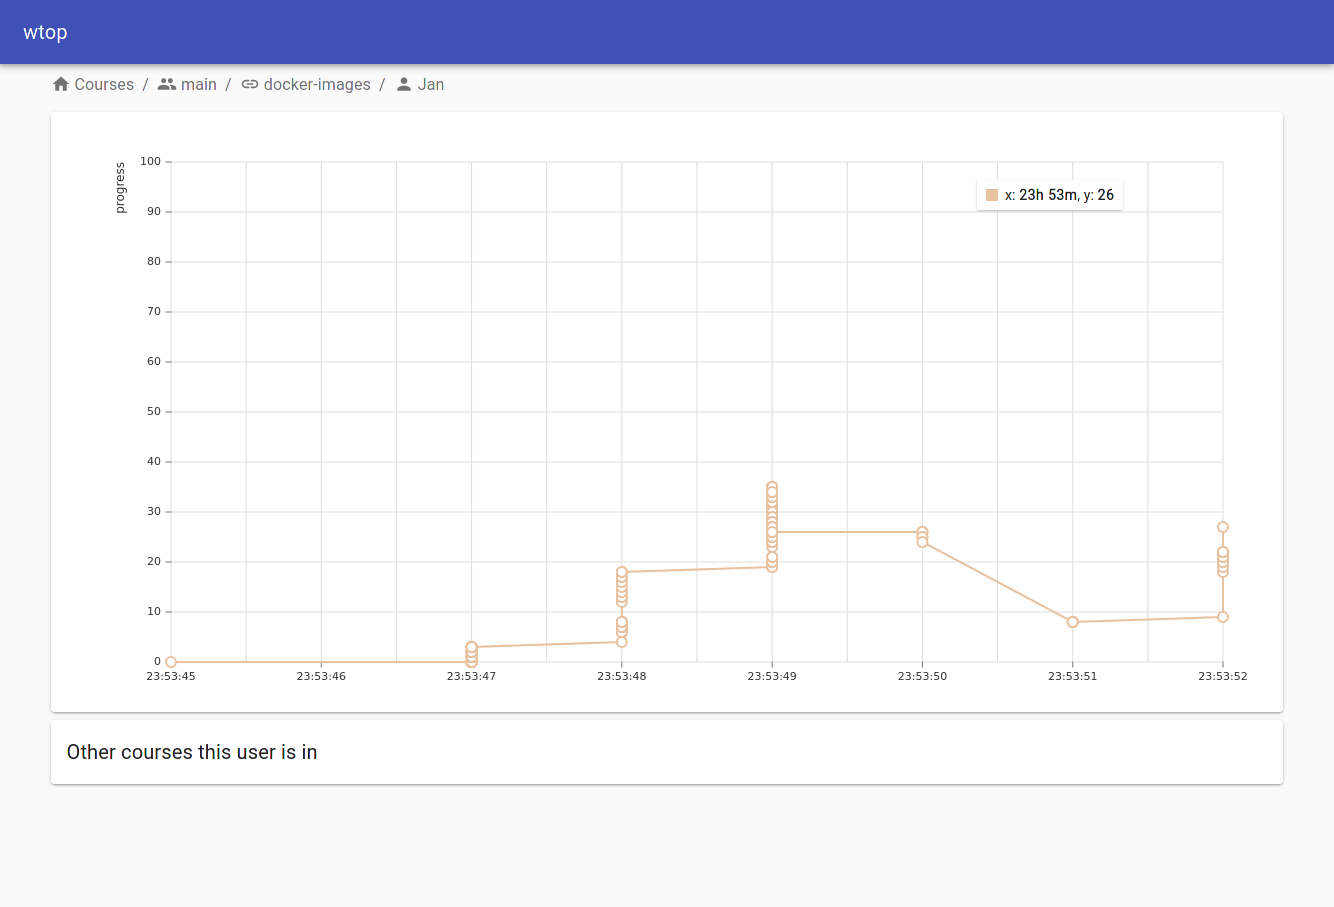 wtop
Courses / main / docker-images / Jan
progress
100
90
80
70
60
50
40
30
20
10
0
x: 23h 53m, y: 26
23:53:45 23:53:46 23:53:47 23:53:48 23:53:49 23:53:50 23:53:51 23:53:52
Other courses this user is in